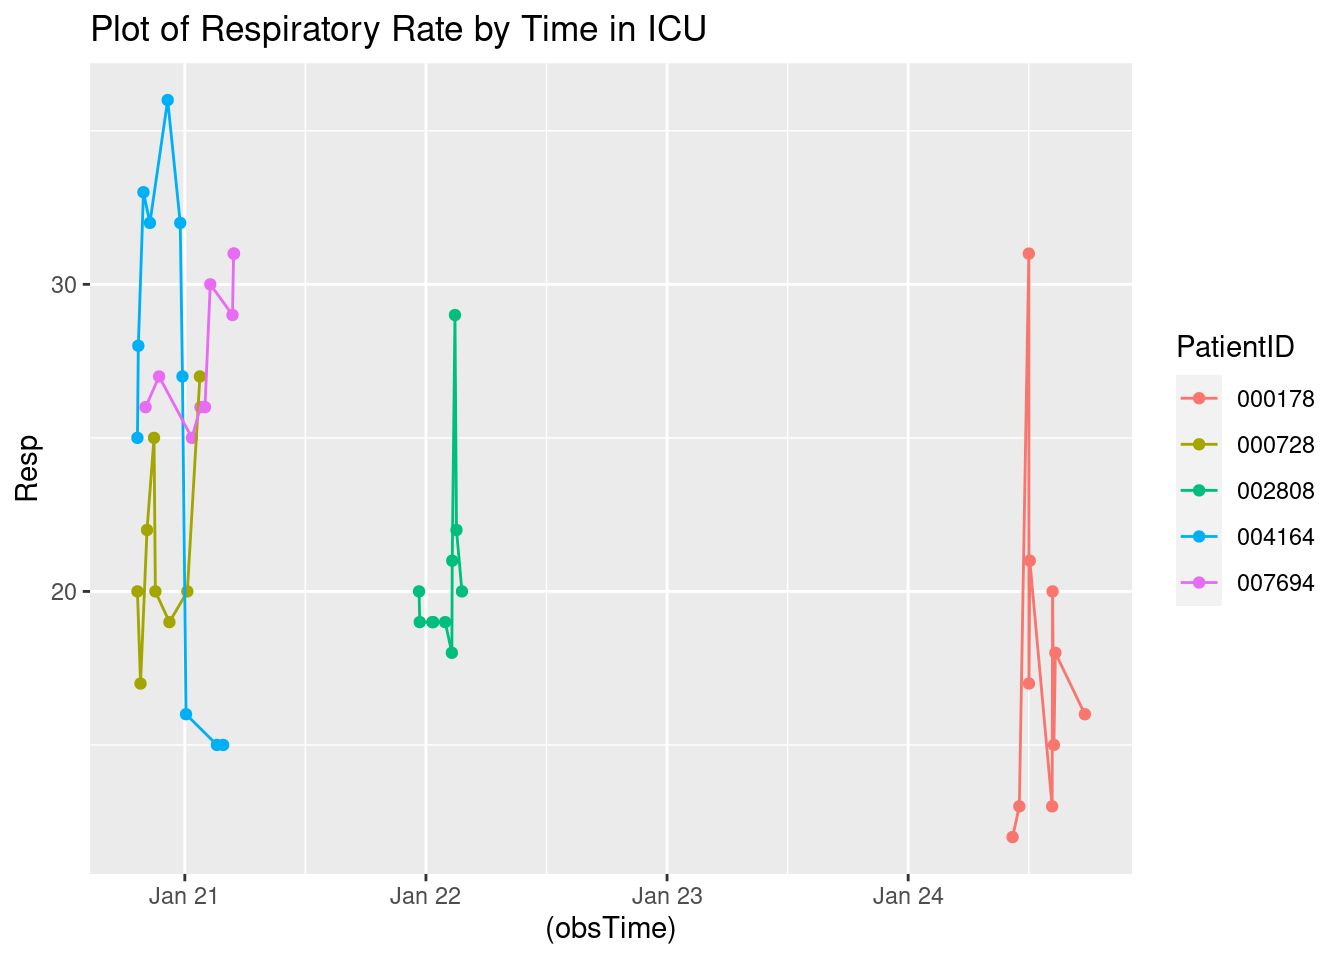 Plot of Respiratory Rate by Time in ICU
Resp
30
20
Jan 21
Jan 22
Jan 23
Jan 24
(obsTime)
PatientID
000178
000728
002808
004164
007694